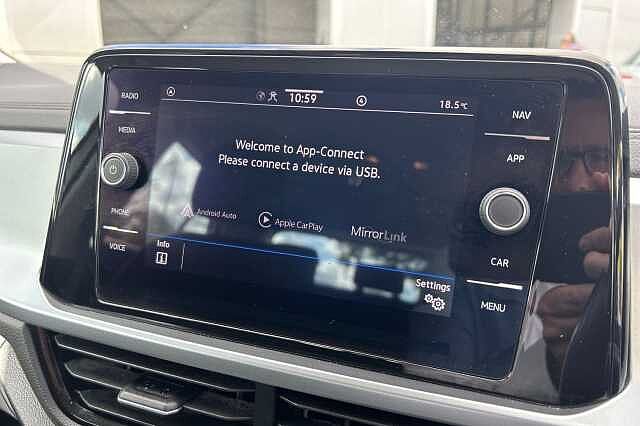 RADIO
MEDIA
PHONE
VOICE
10:59
4
18.5°C
Welcome to App-Connect
Please connect a device via USB.
Android Auto
Apple CarPlay
MirrorLink
Info
Settings
NAV
APP
CAR
MENU